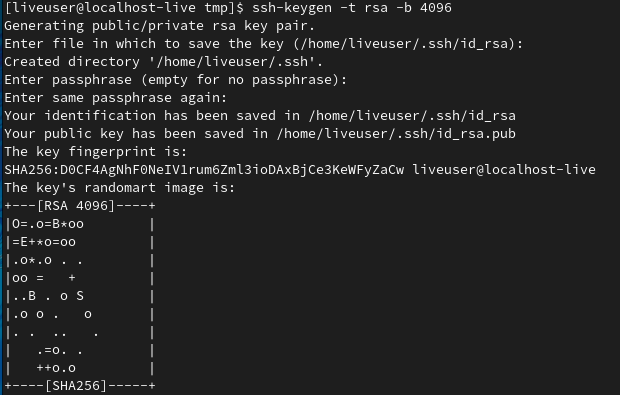 [liveuser@localhost-live tmp]$ ssh-keygen -t rsa -b 4096
Generating public/private rsa key pair.
Enter file in which to save the key (/home/liveuser/.ssh/id_rsa):
Created directory '/home/liveuser/.ssh'.
Enter passphrase (empty for no passphrase):
Enter same passphrase again:
Your identification has been saved in /home/liveuser/.ssh/id_rsa
Your public key has been saved in /home/liveuser/.ssh/id_rsa.pub
The key fingerprint is:
SHA256:D0CF4AgNhF0NeIV1rum6Zml3ioDAxBjCe3KeWFyZaCw liveuser@localhost-live
The key's randomart image is:
+---[RSA 4096]----+
|O=.o=B*oo        |
|=E+*o=oo         |
|.o*.o . .        |
|oo =   +         |
|..B . o S        |
|.o o .   o       |
|. .  ..   .      |
|   .=o. .        |
|   ++o.o         |
+----[SHA256]-----+